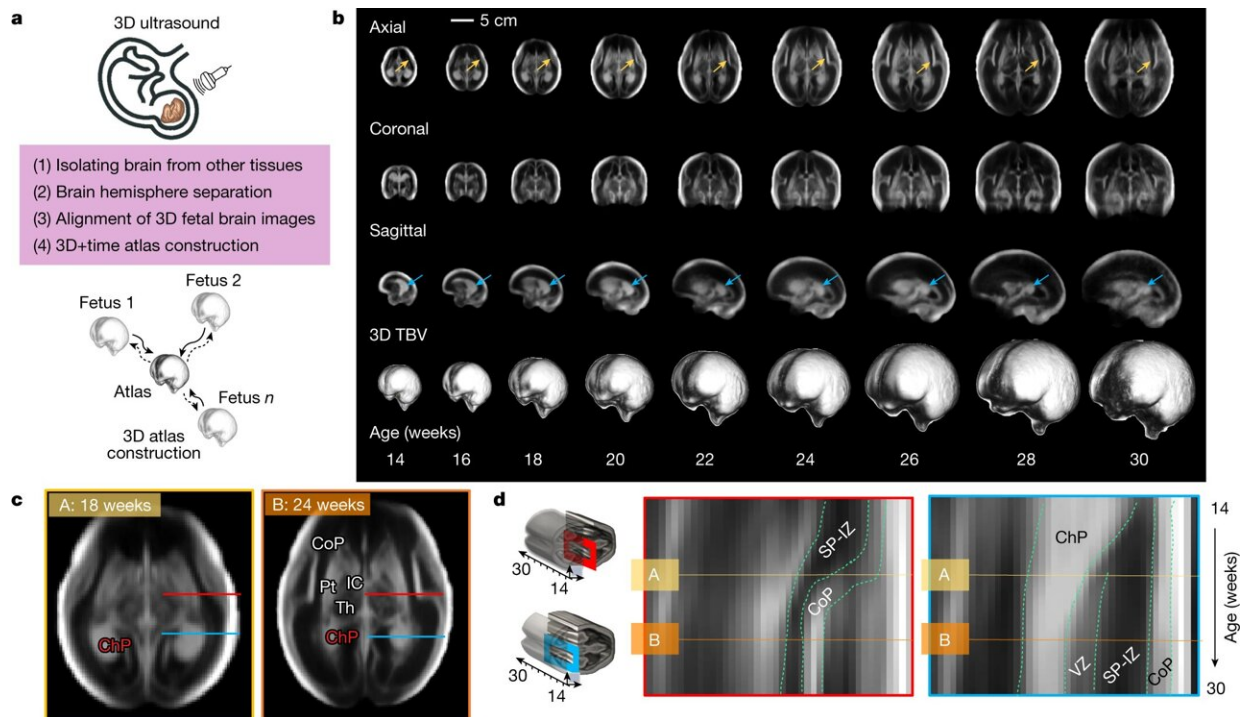 a
3D ultrasound
(1) Isolating brain from other tissues
(2) Brain hemisphere separation
(3) Alignment of 3D fetal brain images
(4) 3D+time atlas construction
Fetus 1
Fetus 2
Atlas
Fetus n
3D atlas
construction
b
5 cm
Axial
Coronal
Sagittal
3D TBV
Age (weeks)
14 16 18 20 22 24 26 28 30
c
A: 18 weeks
ChP
B: 24 weeks
CoP
Pt IC
Th
ChP
d
30
14
30
14
A
B
SP-IZ
CoP
A
B
ChP
VZ
SP-IZ
CoP
14
Age (weeks)
30